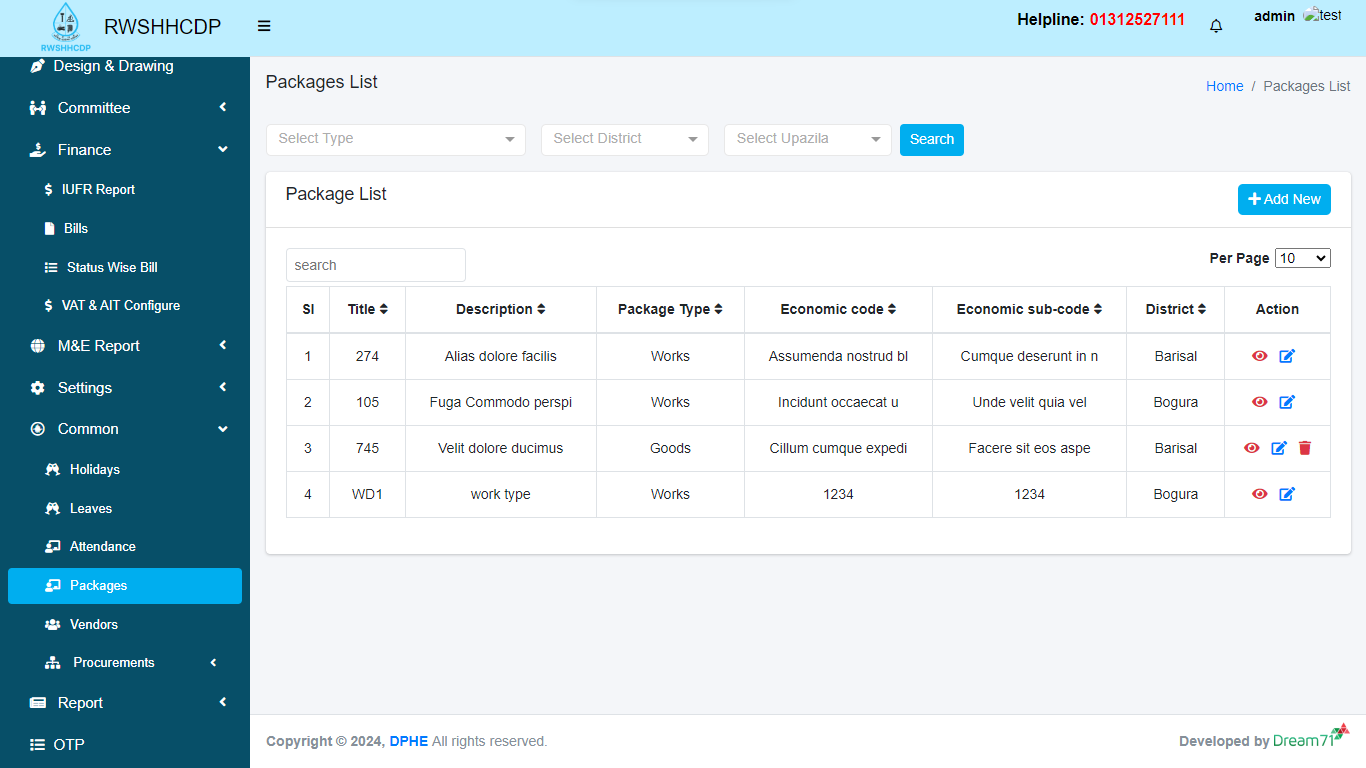 RWSHHCDP
RWSHHCDP
Helpline: 01312527111
admin
test
Design & Drawing
Committee
Finance
IUFR Report
Bills
Status Wise Bill
VAT & AIT Configure
M&E Report
Settings
Common
Holidays
Leaves
Attendance
Packages
Vendors
Procurements
Report
OTP
Packages List
Home / Packages List
Select Type
Select District
Select Upazila
Search
Package List
Add New
search
Per Page 10
Sl Title Description Package Type Economic code Economic sub-code District Action
1 274 Alias dolore facilis Works Assumenda nostrud bl Cumque deserunt in n Barisal
2 105 Fuga Commodo perspi Works Incidunt occaecat u Unde velit quia vel Bogura
3 745 Velit dolore ducimus Goods Cillum cumque expedi Facere sit eos aspe Barisal
4 WD1 work type Works 1234 1234 Bogura
Copyright © 2024, DPHE All rights reserved.
Developed by Dream71